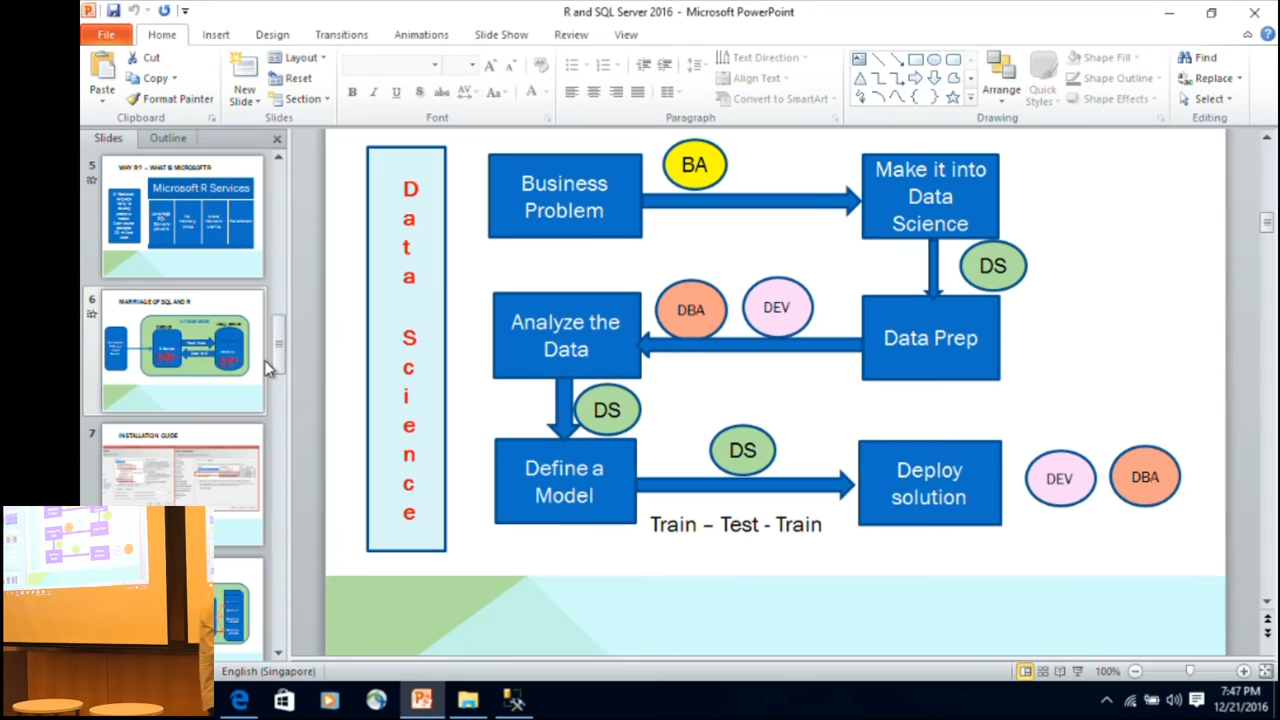 R and SQL Server 2016 - Microsoft PowerPoint
File
Home
Insert
Design
Transitions
Animations
Slide Show
Review
View
Paste
Cut
Copy
Format Painter
Clipboard
New
Slide
Layout
Reset
Section
Slides
Font
Paragraph
Text Direction
Align Text
Convert to SmartArt
Arrange
Quick
Styles
Shape Fill
Shape Outline
Shape Effects
Drawing
Find
Replace
Select
Editing
Slides
Outline
5
WHY R? - WHAT IS MICROSOFT R
Microsoft R Services
6
MARRIAGE OF SQL AND R
7
INSTALLATION GUIDE
Data Science
Business
Problem
BA
Make it into
Data
Science
DS
Analyze the
Data
DBA
DEV
Data Prep
DS
Define a
Model
DS
Train – Test - Train
Deploy
solution
DEV
DBA
English (Singapore)
100%
7:47 PM
12/21/2016